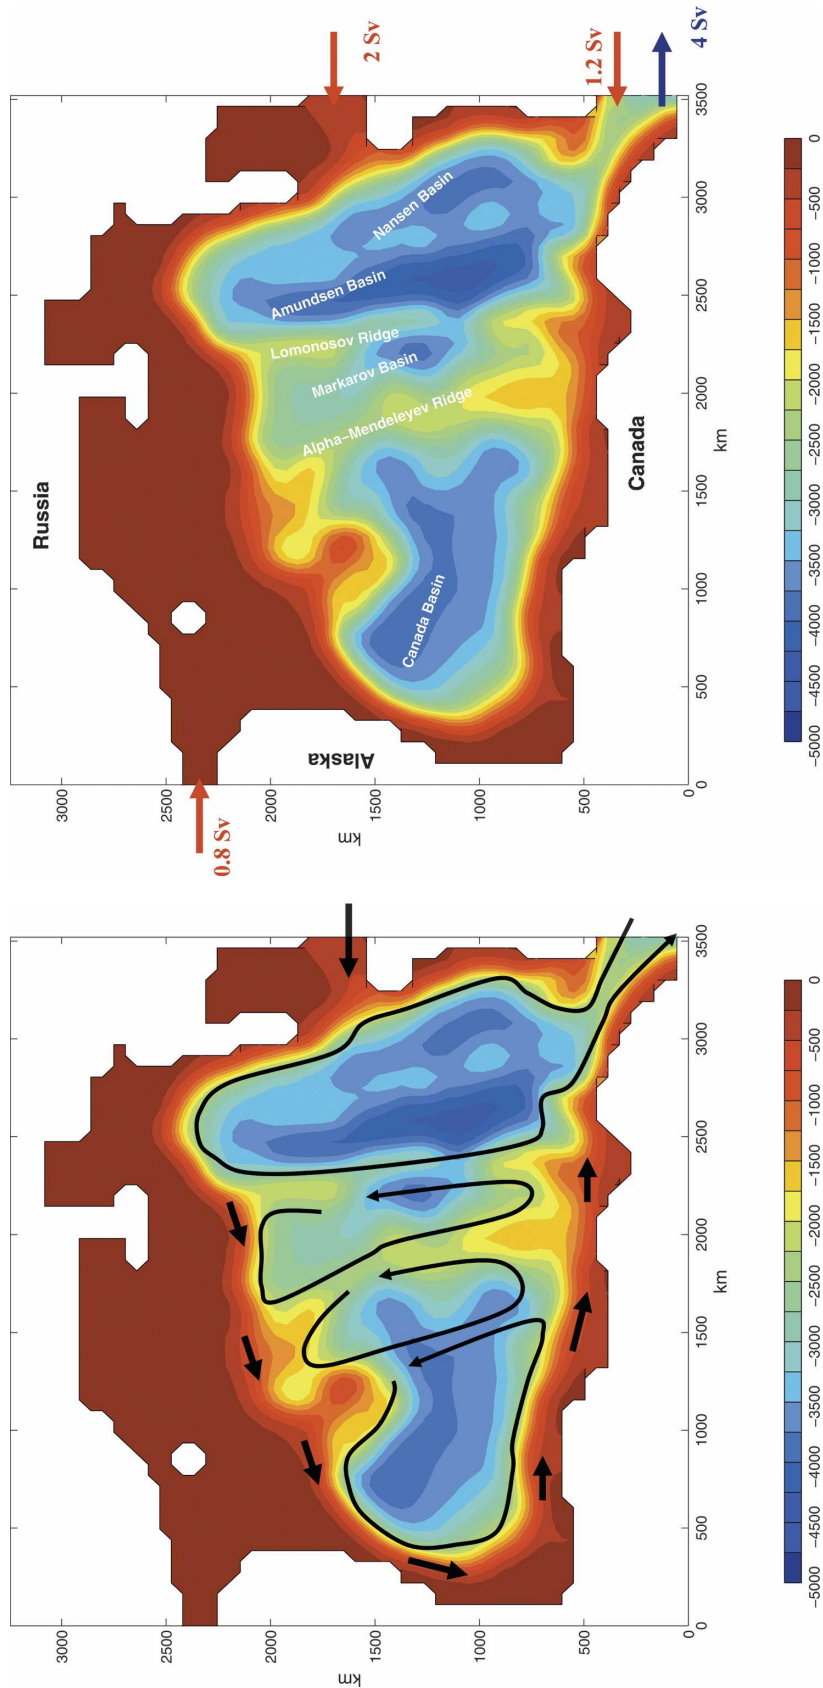 3000
2500
2000
1500
1000
500
0
km
0 500 1000 1500 2000 2500 3000 3500
km
−5000 −4500 −4000 −3500 −3000 −2500 −2000 −1500 −1000 −500 0
0.8 Sv
2 Sv
1.2 Sv
4 Sv
Russia
Alaska
Canada
Canada Basin
Alpha−Mendeleyev Ridge
Markarov Basin
Lomonosov Ridge
Amundsen Basin
Nansen Basin
3000
2500
2000
1500
1000
500
0
km
0 500 1000 1500 2000 2500 3000 3500
km
−5000 −4500 −4000 −3500 −3000 −2500 −2000 −1500 −1000 −500 0